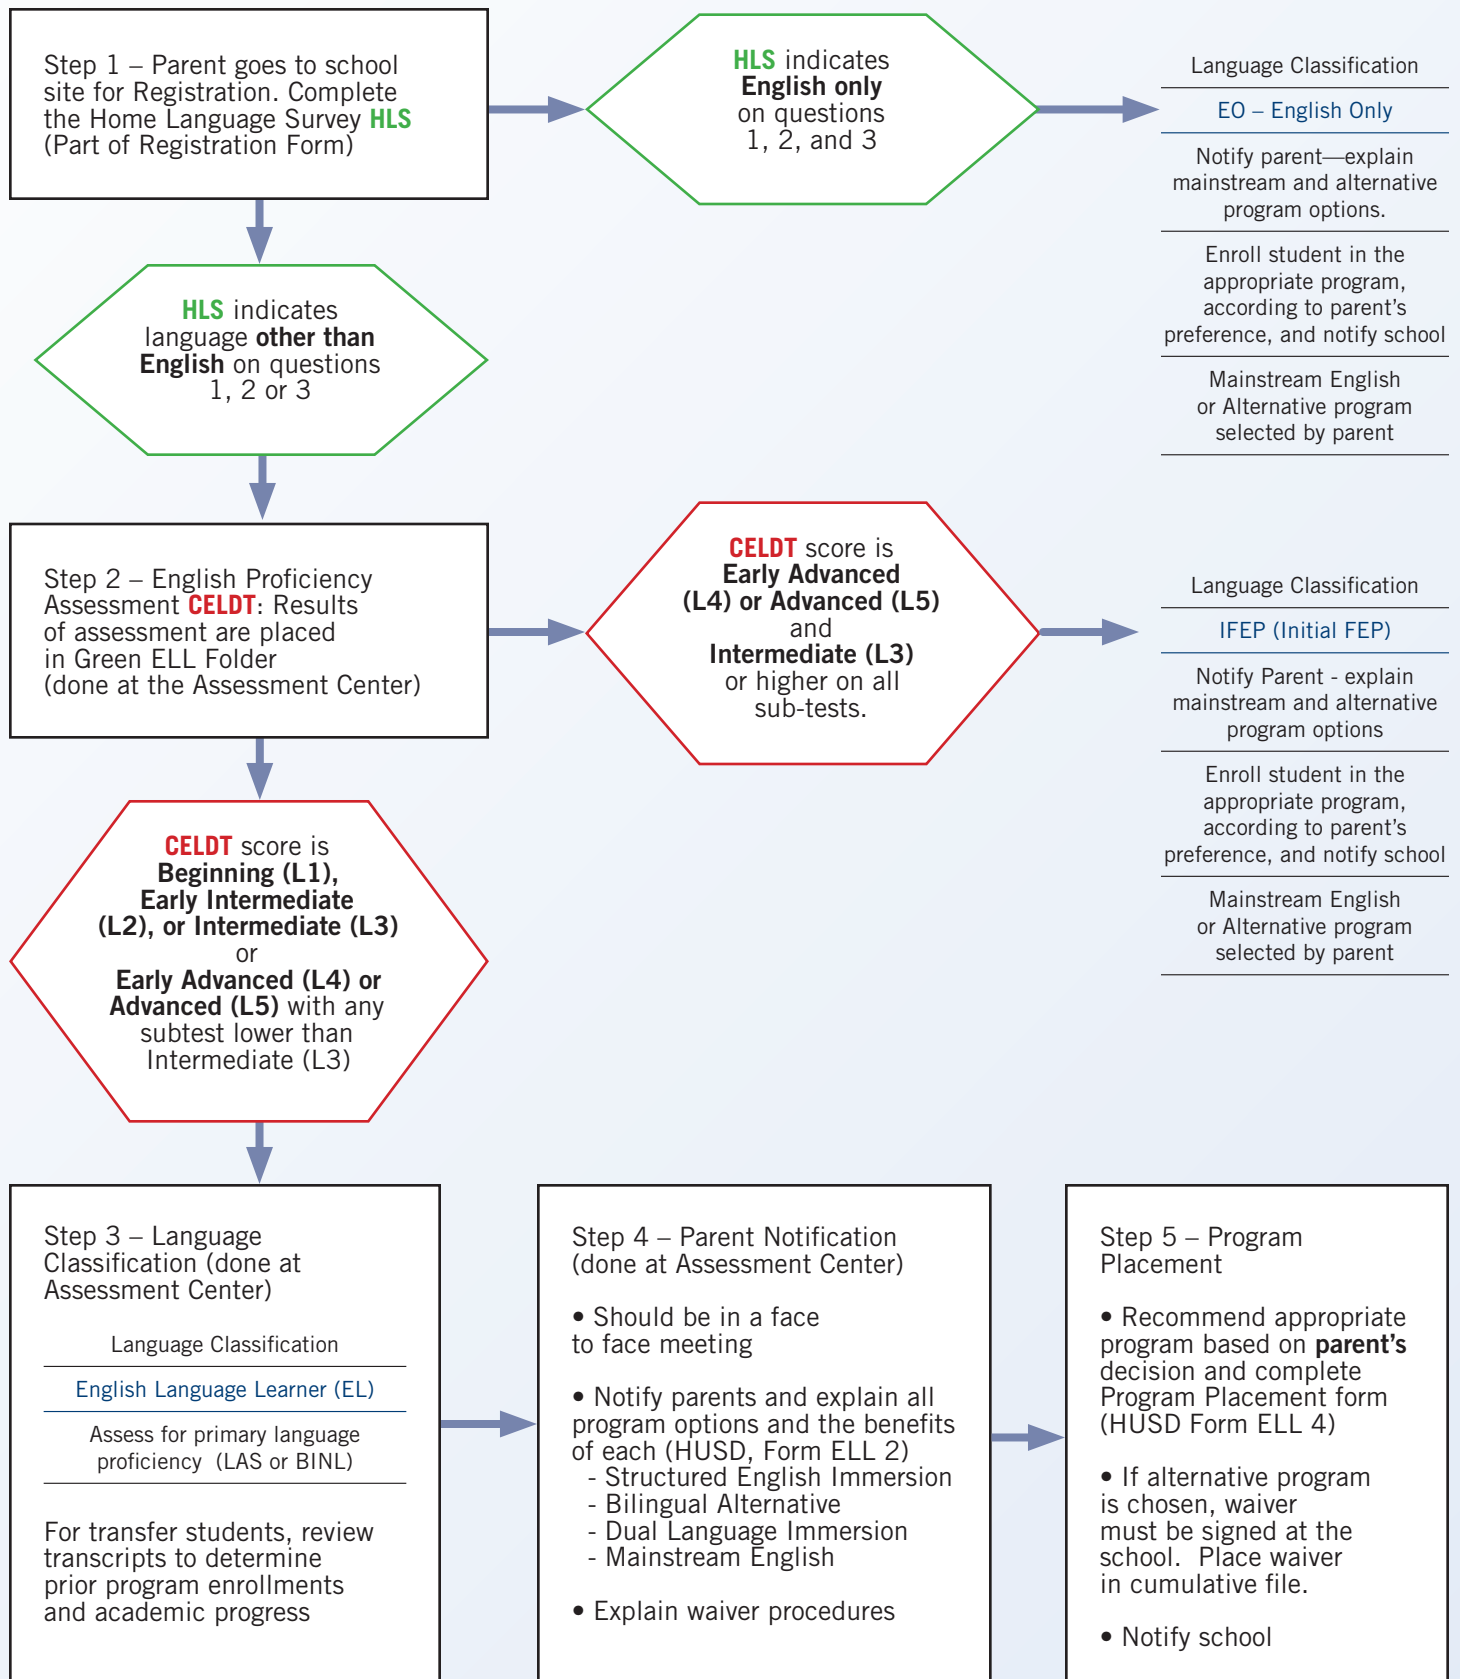 Step 1 – Parent goes to school
site for Registration. Complete
the Home Language Survey HLS
(Part of Registration Form)
HLS indicates
English only
on questions
1, 2, and 3
Language Classification
EO – English Only
Notify parent—explain
mainstream and alternative
program options.
Enroll student in the
appropriate program,
according to parent's
preference, and notify school
Mainstream English
or Alternative program
selected by parent
HLS indicates
language other than
English on questions
1, 2 or 3
Step 2 – English Proficiency
Assessment CELDT: Results
of assessment are placed
in Green ELL Folder
(done at the Assessment Center)
CELDT score is
Early Advanced
(L4) or Advanced (L5)
and
Intermediate (L3)
or higher on all
sub-tests.
Language Classification
IFEP (Initial FEP)
Notify Parent - explain
mainstream and alternative
program options
Enroll student in the
appropriate program,
according to parent's
preference, and notify school
Mainstream English
or Alternative program
selected by parent
CELDT score is
Beginning (L1),
Early Intermediate
(L2), or Intermediate (L3)
or
Early Advanced (L4) or
Advanced (L5) with any
subtest lower than
Intermediate (L3)
Step 3 – Language
Classification (done at
Assessment Center)
Language Classification
English Language Learner (EL)
Assess for primary language
proficiency (LAS or BINL)
For transfer students, review
transcripts to determine
prior program enrollments
and academic progress
Step 4 – Parent Notification
(done at Assessment Center)
• Should be in a face
to face meeting
• Notify parents and explain all
program options and the benefits
of each (HUSD, Form ELL 2)
- Structured English Immersion
- Bilingual Alternative
- Dual Language Immersion
- Mainstream English
• Explain waiver procedures
Step 5 – Program
Placement
• Recommend appropriate
program based on parent's
decision and complete
Program Placement form
(HUSD Form ELL 4)
• If alternative program
is chosen, waiver
must be signed at the
school. Place waiver
in cumulative file.
• Notify school